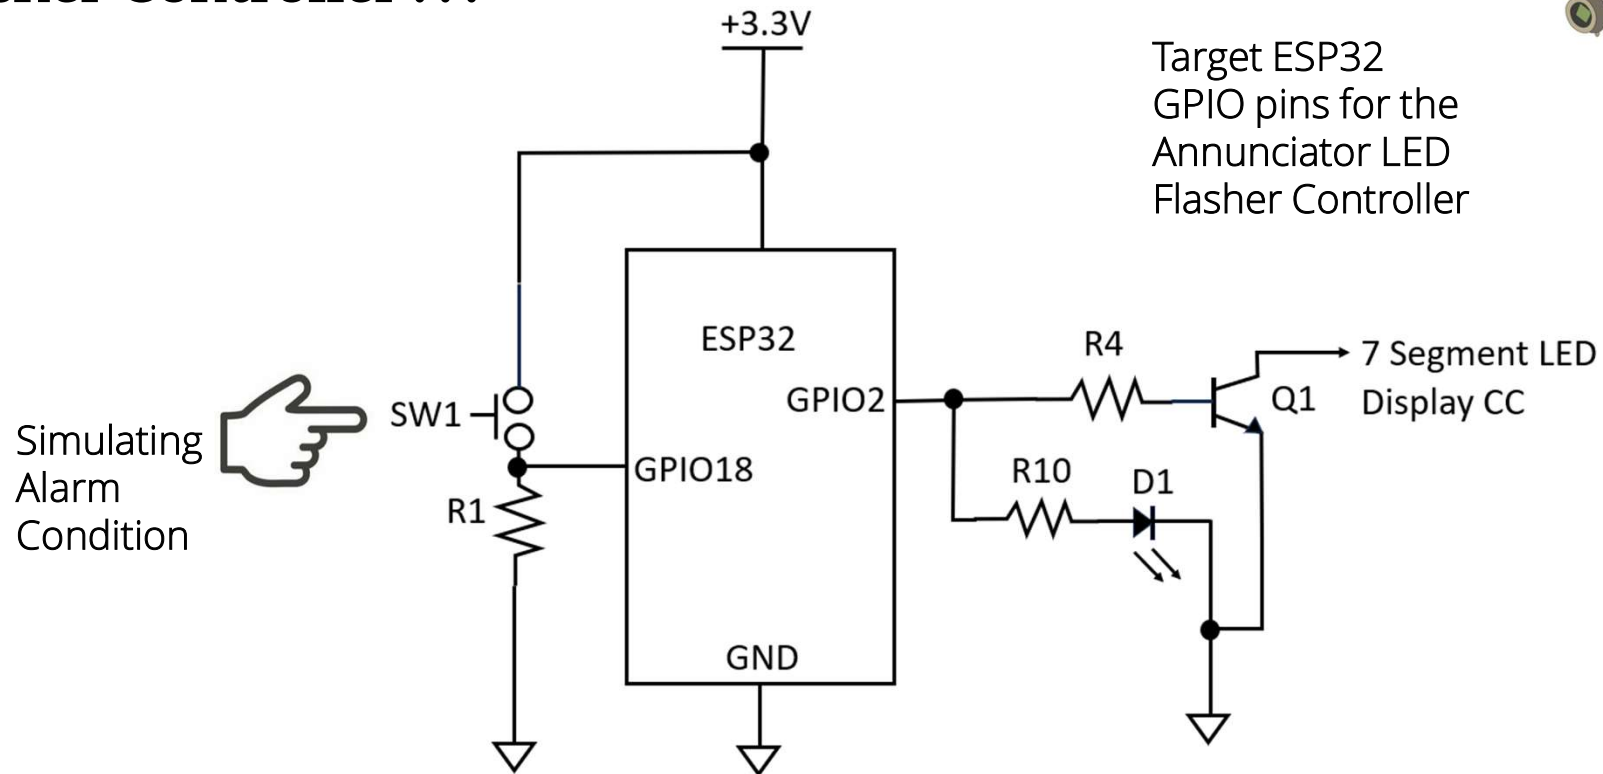 +3.3V
Target ESP32
GPIO pins for the
Annunciator LED
Flasher Controller
ESP32
R4
7 Segment LED
Display CC
GPIO2
Q1
SW1
Simulating
Alarm
Condition
GPIO18
R1
R10
D1
GND